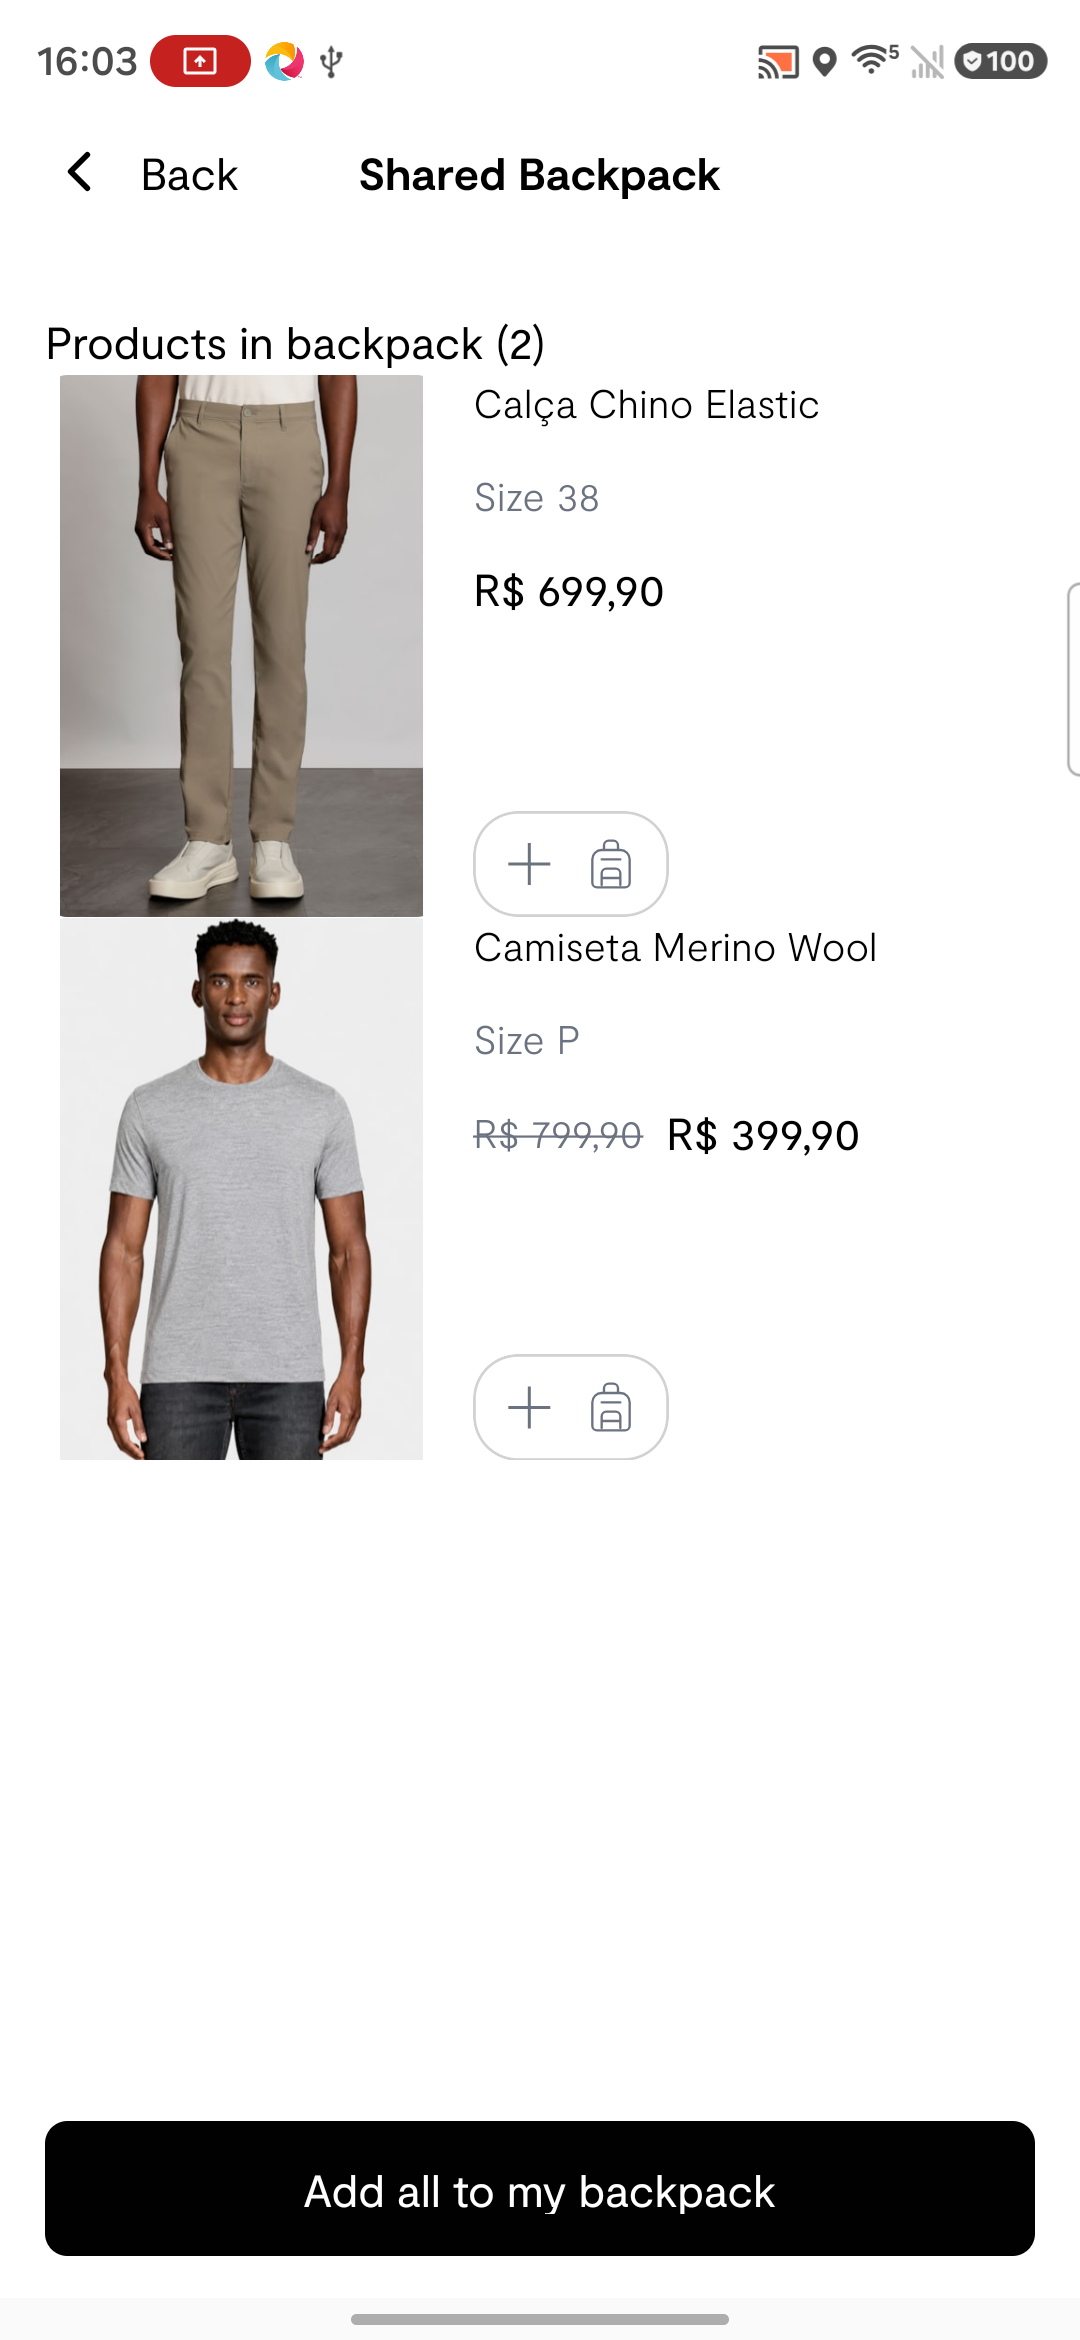 16:03
5
100
Back
Shared Backpack
Products in backpack (2)
Calça Chino Elastic
Size 38
R$ 699,90
Camiseta Merino Wool
Size P
R$ 799,90 R$ 399,90
Add all to my backpack